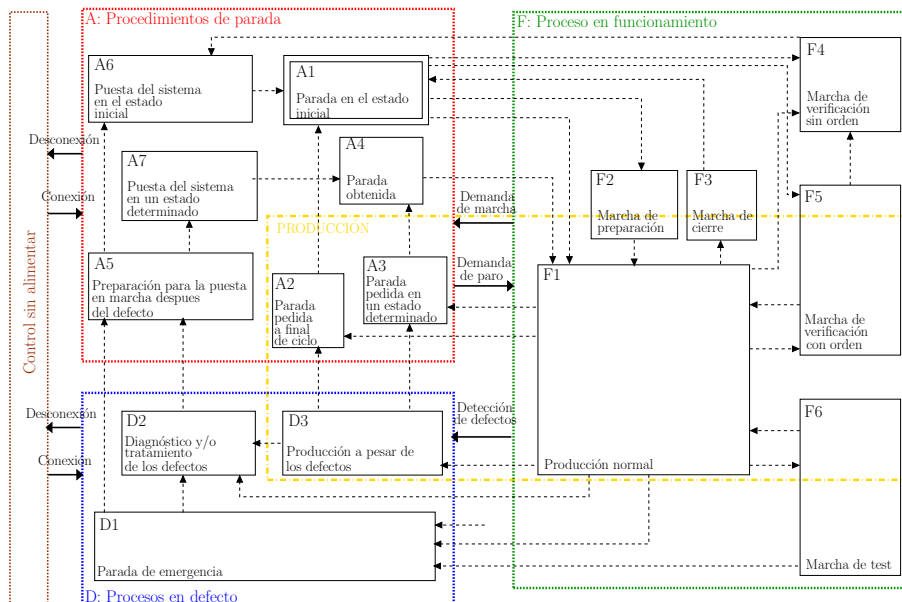 A: Procedimientos de parada
F: Proceso en funcionamiento
A6
Puesta del sistema
en el estado
inicial
A1
Parada en el estado
inicial
F4
Marcha de
verificación
sin orden
Desconexión
A7
Puesta del sistema
en un estado
determinado
A4
Parada
obtenida
Conexión
Demanda
de marcha
F2
Marcha de
preparación
F3
Marcha de
cierre
F5
Marcha de
verificación
con orden
PRODUCCIÓN
Control sin alimentar
A5
Preparación para la puesta
en marcha despues
del defecto
A2
Parada
pedida
a final
de ciclo
A3
Parada
pedida en
un estado
determinado
Demanda
de paro
F1
Producción normal
Desconexión
Conexión
D2
Diagnóstico y/o
tratamiento
de los defectos
D3
Producción a pesar de
los defectos
Detección
de defectos
F6
Marcha de test
D1
Parada de emergencia
D: Procesos en defecto